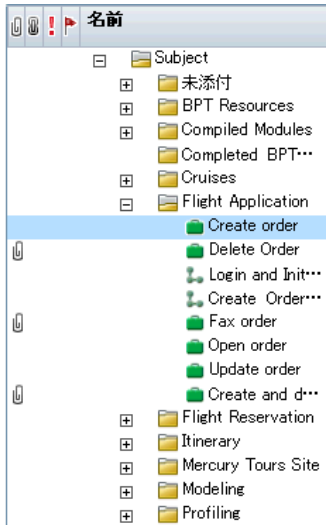 名前
Subject
未添付
BPT Resources
Compiled Modules
Completed BPT…
Cruises
Flight Application
Create order
Delete Order
Login and Init…
Create Order…
Fax order
Open order
Update order
Create and d…
Flight Reservation
Itinerary
Mercury Tours Site
Modeling
Profiling